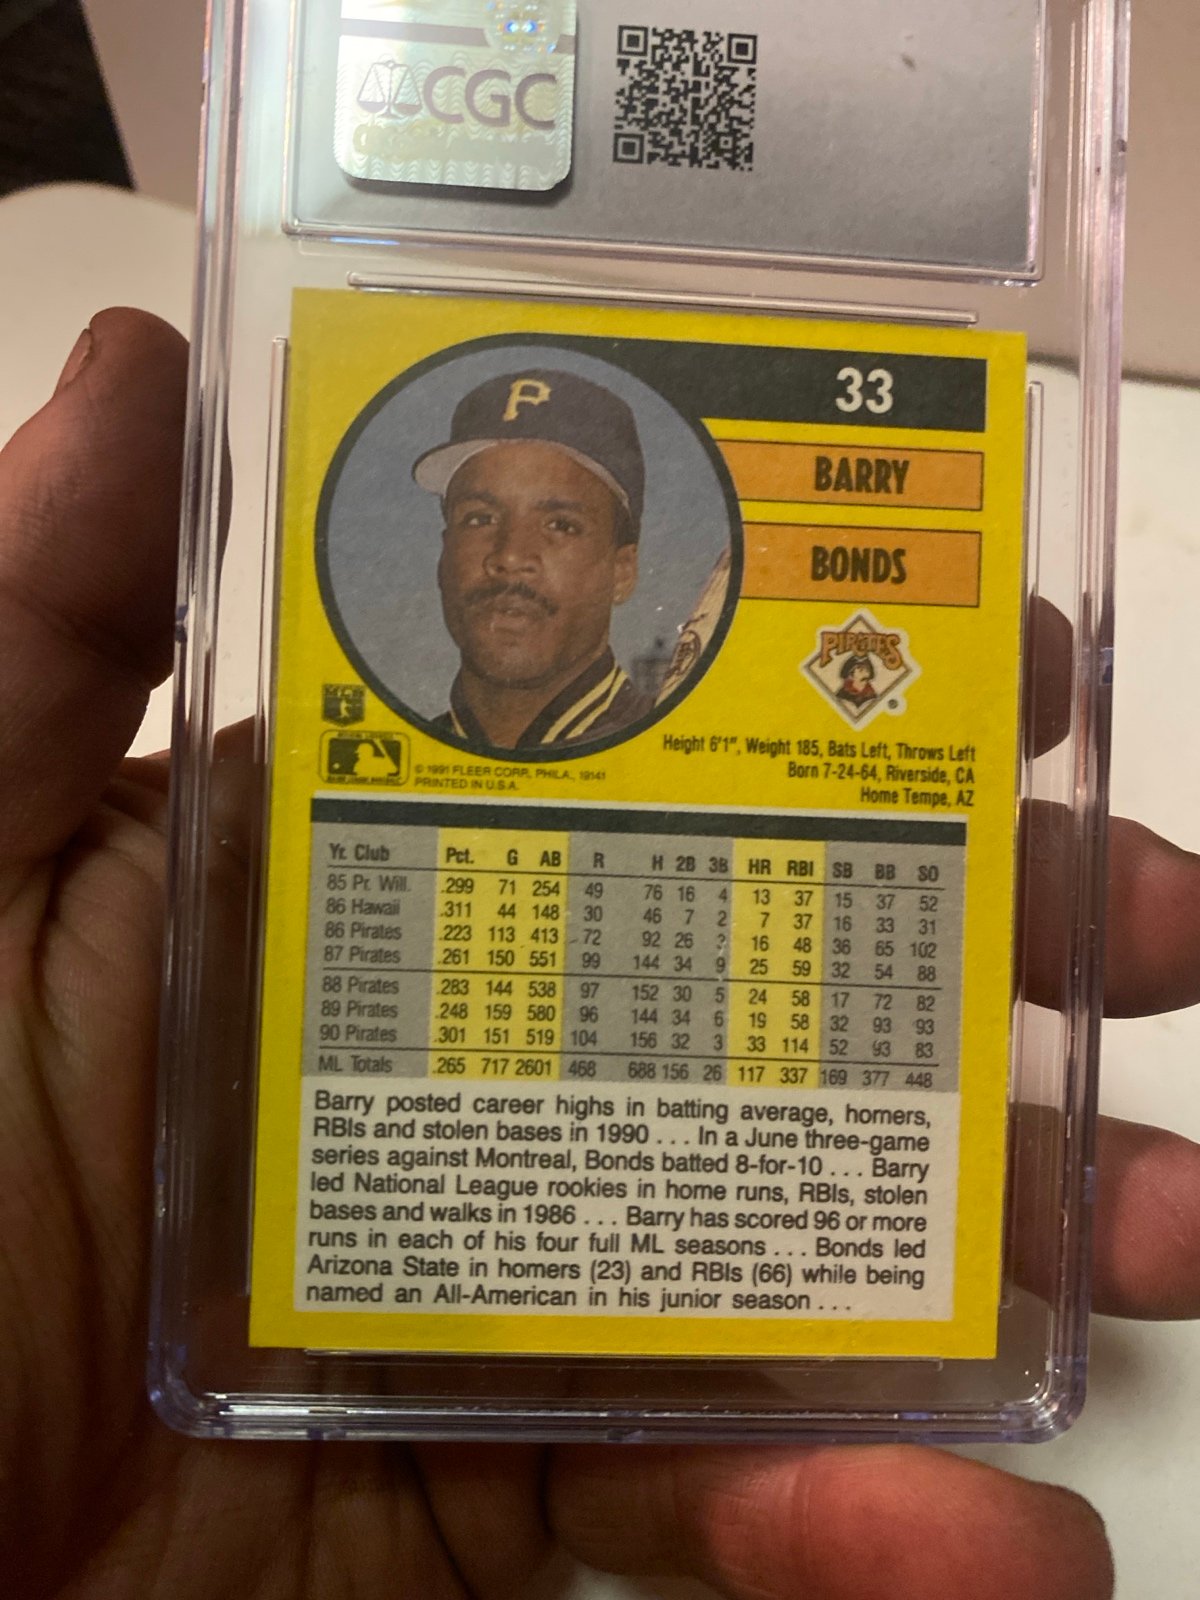 CGC
33
BARRY
BONDS
P
PIRATES
®
Height 6'1", Weight 185, Bats Left, Throws Left
Born 7-24-64, Riverside, CA
Home Tempe, AZ
© 1991 FLEER CORP., PHILA., 19141
PRINTED IN U.S.A.
Yr. Club Pct. G AB R H 2B 3B HR RBI SB BB SO
85 Pr. Will. .299 71 254 49 76 16 4 13 37 15 37 52
86 Hawaii .311 44 148 30 46 7 2 7 37 16 33 31
86 Pirates .223 113 413 72 92 26 16 48 36 65 102
87 Pirates .261 150 551 99 144 34 9 25 59 32 54 88
88 Pirates .283 144 538 97 152 30 5 24 58 17 72 82
89 Pirates .248 159 580 96 144 34 6 19 58 32 93 93
90 Pirates .301 151 519 104 156 32 3 33 114 52 93 83
ML Totals .265 717 2601 468 688 156 26 117 337 169 377 448
Barry posted career highs in batting average, homers,
RBIs and stolen bases in 1990 . . . In a June three-game
series against Montreal, Bonds batted 8-for-10 . . . Barry
led National League rookies in home runs, RBIs, stolen
bases and walks in 1986 . . . Barry has scored 96 or more
runs in each of his four full ML seasons . . . Bonds led
Arizona State in homers (23) and RBIs (66) while being
named an All-American in his junior season . . .